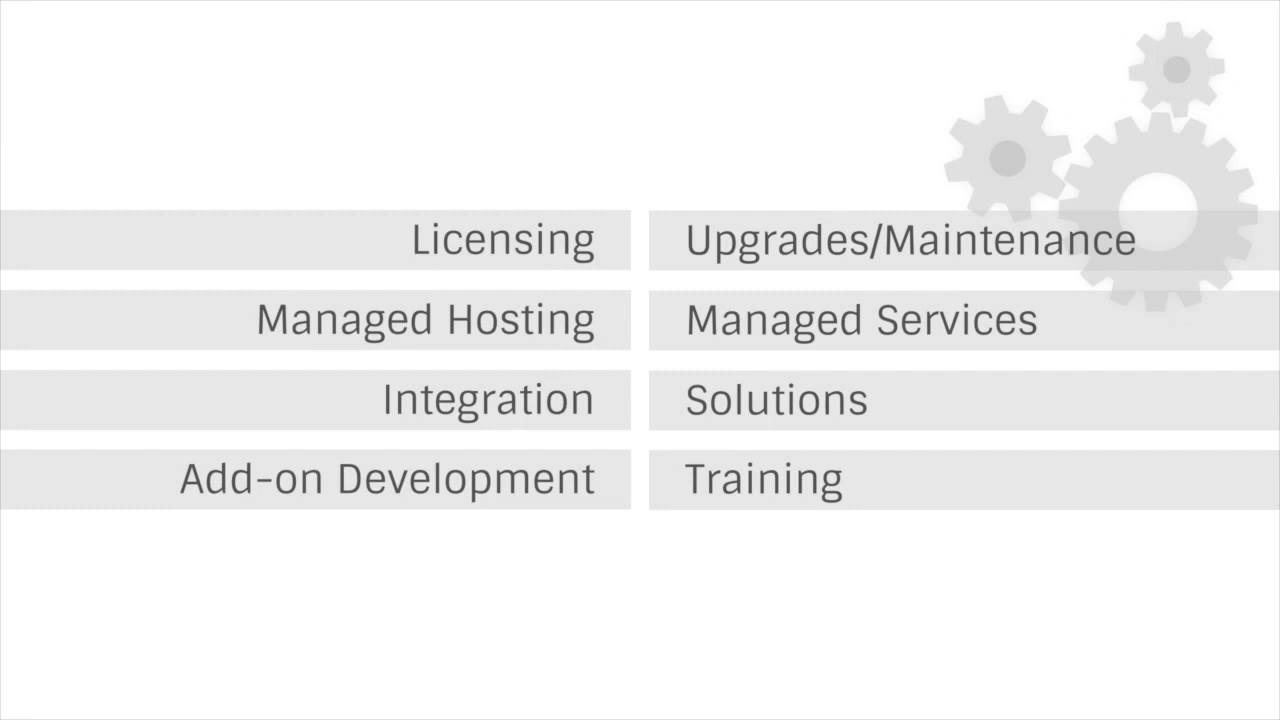 Licensing
Upgrades/Maintenance
Managed Hosting
Managed Services
Integration
Solutions
Add-on Development
Training